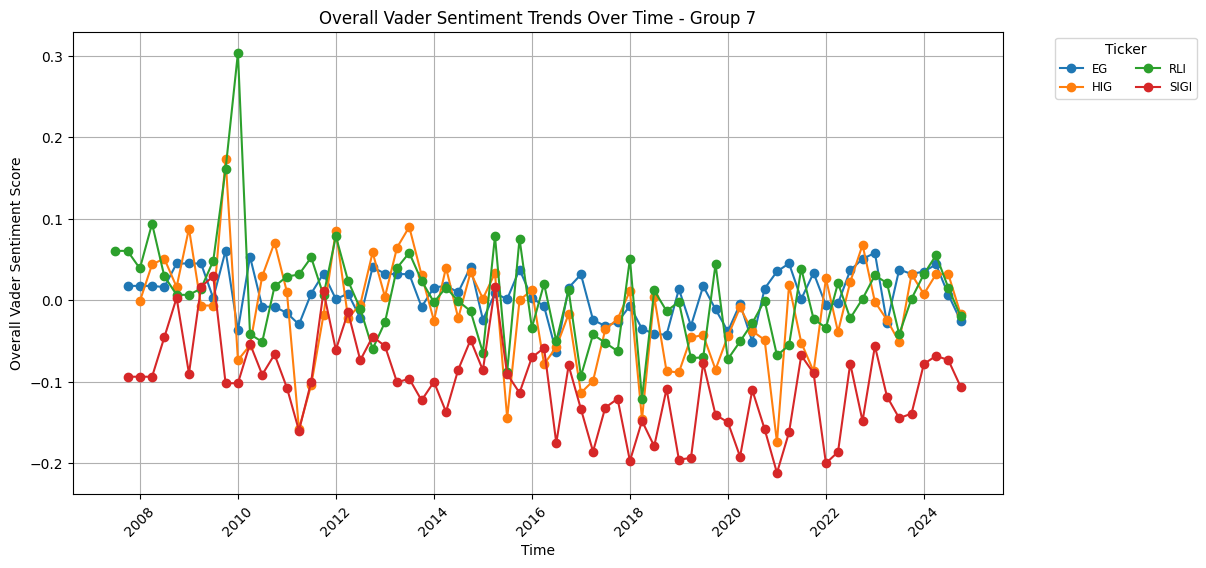 Overall Vader Sentiment Trends Over Time - Group 7
Ticker
EG
HIG
RLI
SIGI
Overall Vader Sentiment Score
0.3
0.2
0.1
0.0
−0.1
−0.2
2008
2010
2012
2014
2016
2018
2020
2022
2024
Time